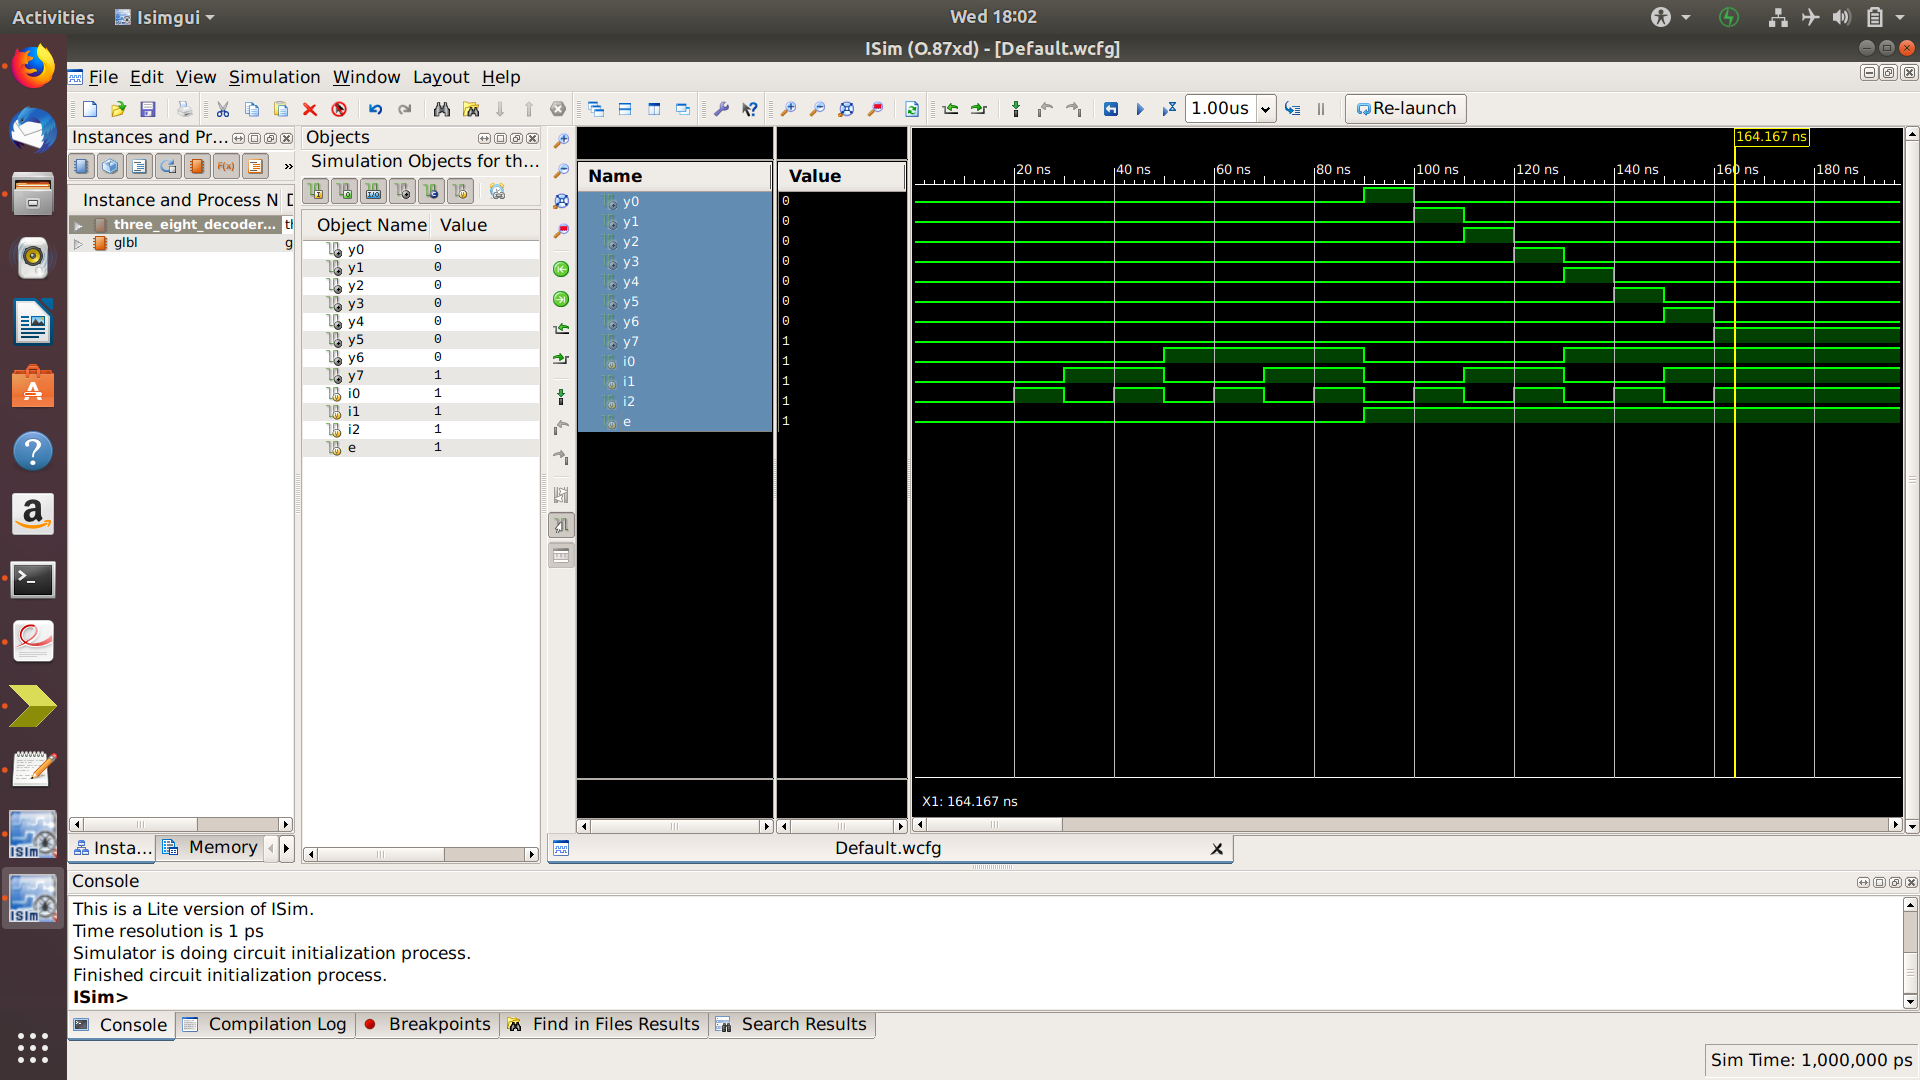 Activities
Isimgui
Wed 18:02
ISim (O.87xd) - [Default.wcfg]
File Edit View Simulation Window Layout Help
1.00us
Re-launch
Instances and Pr...
Instance and Process N D
three_eight_decoder... tl
glbl g
Insta...
Memory
Objects
Simulation Objects for th...
Object Name Value
y0 0
y1 0
y2 0
y3 0
y4 0
y5 0
y6 0
y7 1
i0 1
i1 1
i2 1
e 1
Name Value
y0 0
y1 0
y2 0
y3 0
y4 0
y5 0
y6 0
y7 1
i0 1
i1 1
i2 1
e 1
164.167 ns
20 ns 40 ns 60 ns 80 ns 100 ns 120 ns 140 ns 160 ns 180 ns
X1: 164.167 ns
Default.wcfg
Console
This is a Lite version of ISim.
Time resolution is 1 ps
Simulator is doing circuit initialization process.
Finished circuit initialization process.
ISim>
Console
Compilation Log
Breakpoints
Find in Files Results
Search Results
Sim Time: 1,000,000 ps